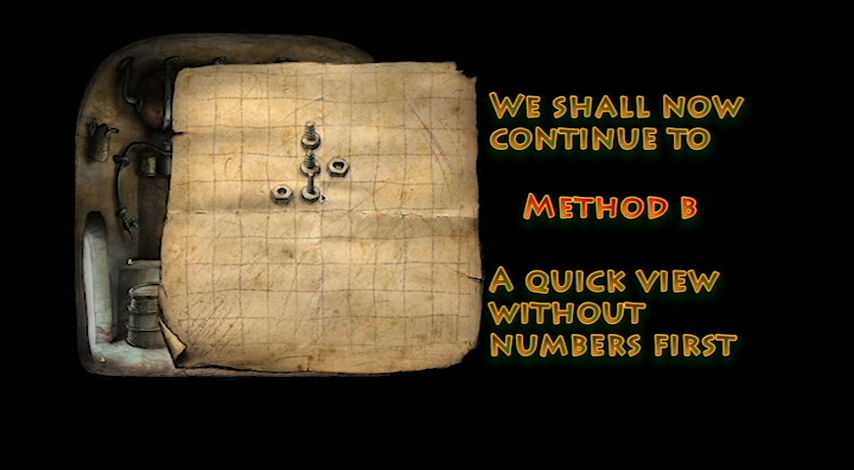 We shall now
continue to
Method B
A quick view
without
numbers first